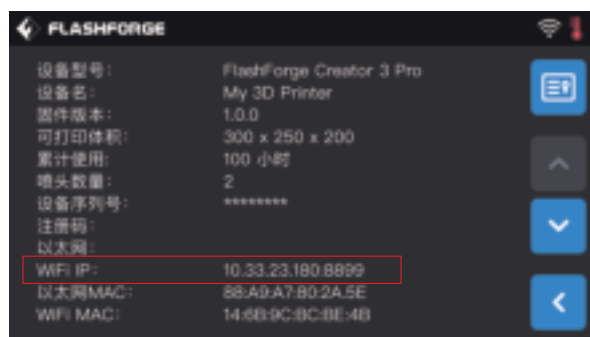 FLASHFORGE
设备型号: FlashForge Creator 3 Pro
设备名: My 3D Printer
固件版本: 1.0.0
可打印体积: 300 x 250 x 200
累计使用: 100 小时
喷头数量: 2
设备序列号: ********
注册码:
以太网:
WiFi IP: 10.33.23.180:8899
以太网MAC: 88:A9:A7:80:2A:5E
WiFi MAC: 14:6B:9C:BC:BE:4B